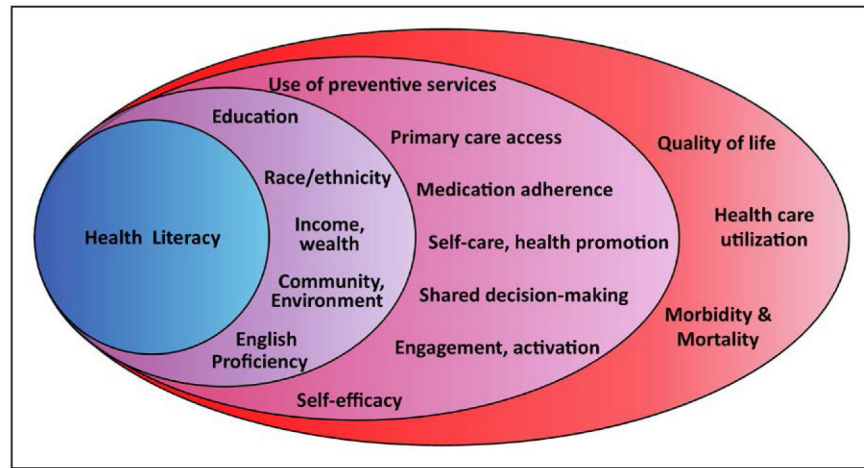 Health Literacy
Education
Race/ethnicity
Income,
wealth
Community,
Environment
English
Proficiency
Use of preventive services
Primary care access
Medication adherence
Self-care, health promotion
Shared decision-making
Engagement, activation
Self-efficacy
Quality of life
Health care
utilization
Morbidity &
Mortality